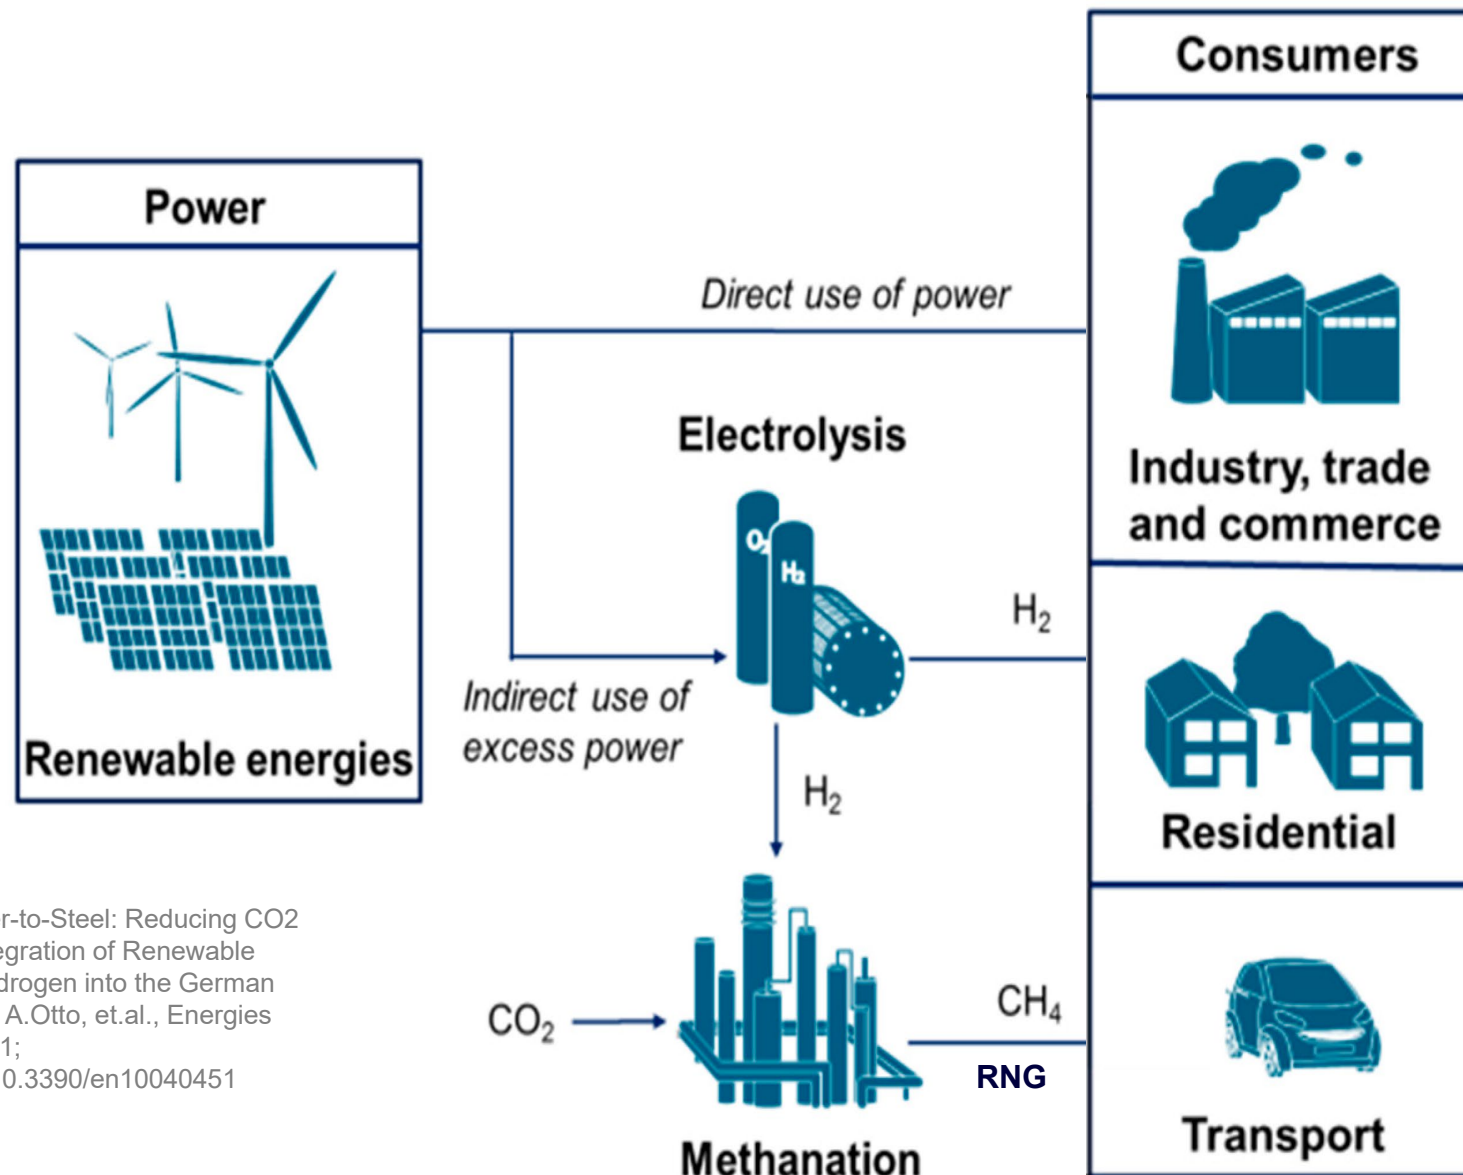 Consumers
Power
Direct use of power
Electrolysis
O₂
H₂
Industry, trade
and commerce
H₂
Indirect use of
excess power
Renewable energies
H₂
Residential
r-to-Steel: Reducing CO2
egration of Renewable
drogen into the German
A.Otto, et.al., Energies
1;
0.3390/en10040451
CO₂
CH₄
RNG
Methanation
Transport